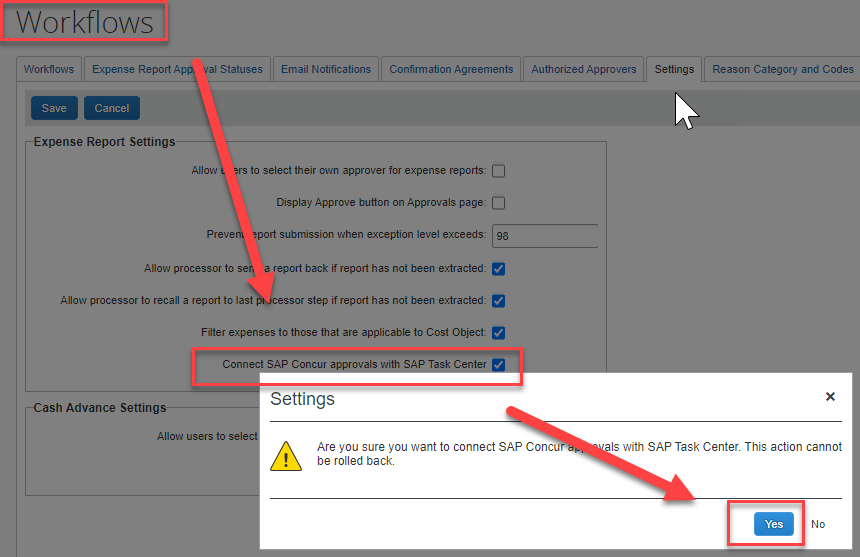 Workflows
Workflows
Expense Report Approval Statuses
Email Notifications
Confirmation Agreements
Authorized Approvers
Settings
Reason Category and Codes
Save
Cancel
Expense Report Settings
Allow users to select their own approver for expense reports:
Display Approve button on Approvals page:
Prevent report submission when exception level exceeds:
98
Allow processor to send a report back if report has not been extracted:
Allow processor to recall a report to last processor step if report has not been extracted:
Filter expenses to those that are applicable to Cost Object:
Connect SAP Concur approvals with SAP Task Center
Cash Advance Settings
Allow users to select
Settings
×
Are you sure you want to connect SAP Concur approvals with SAP Task Center. This action cannot
be rolled back.
Yes
No